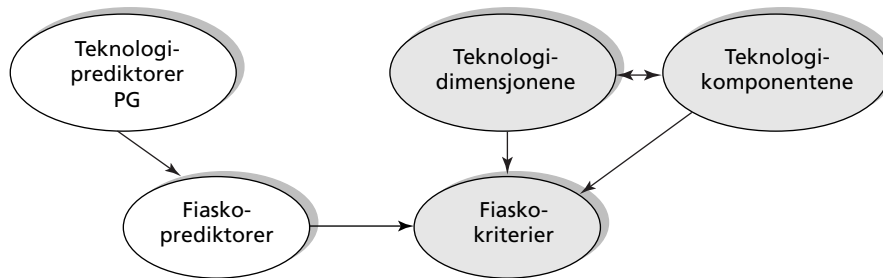 Teknologi-
prediktorer
PG
Teknologi-
dimensjonene
Teknologi-
komponentene
Fiasko-
prediktorer
Fiasko-
kriterier